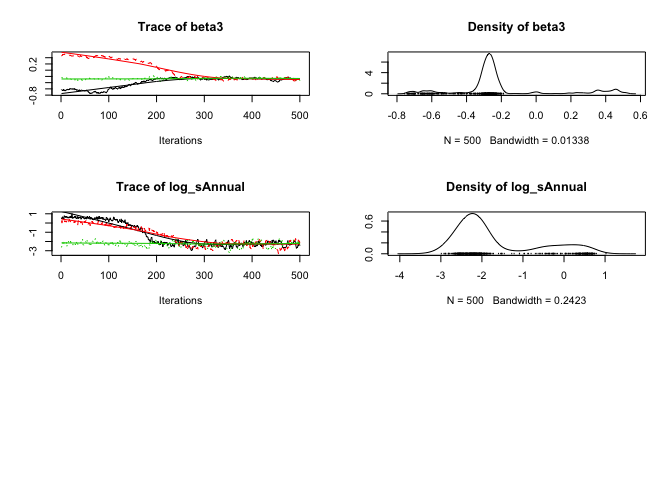 Trace of beta3
0.2
-0.8
0 100 200 300 400 500
Iterations
Density of beta3
4
0
-0.8 -0.6 -0.4 -0.2 0.0 0.2 0.4 0.6
N = 500 Bandwidth = 0.01338
Trace of log_sAnnual
1
-1
-3
0 100 200 300 400 500
Iterations
Density of log_sAnnual
0.6
0.0
-4 -3 -2 -1 0 1
N = 500 Bandwidth = 0.2423